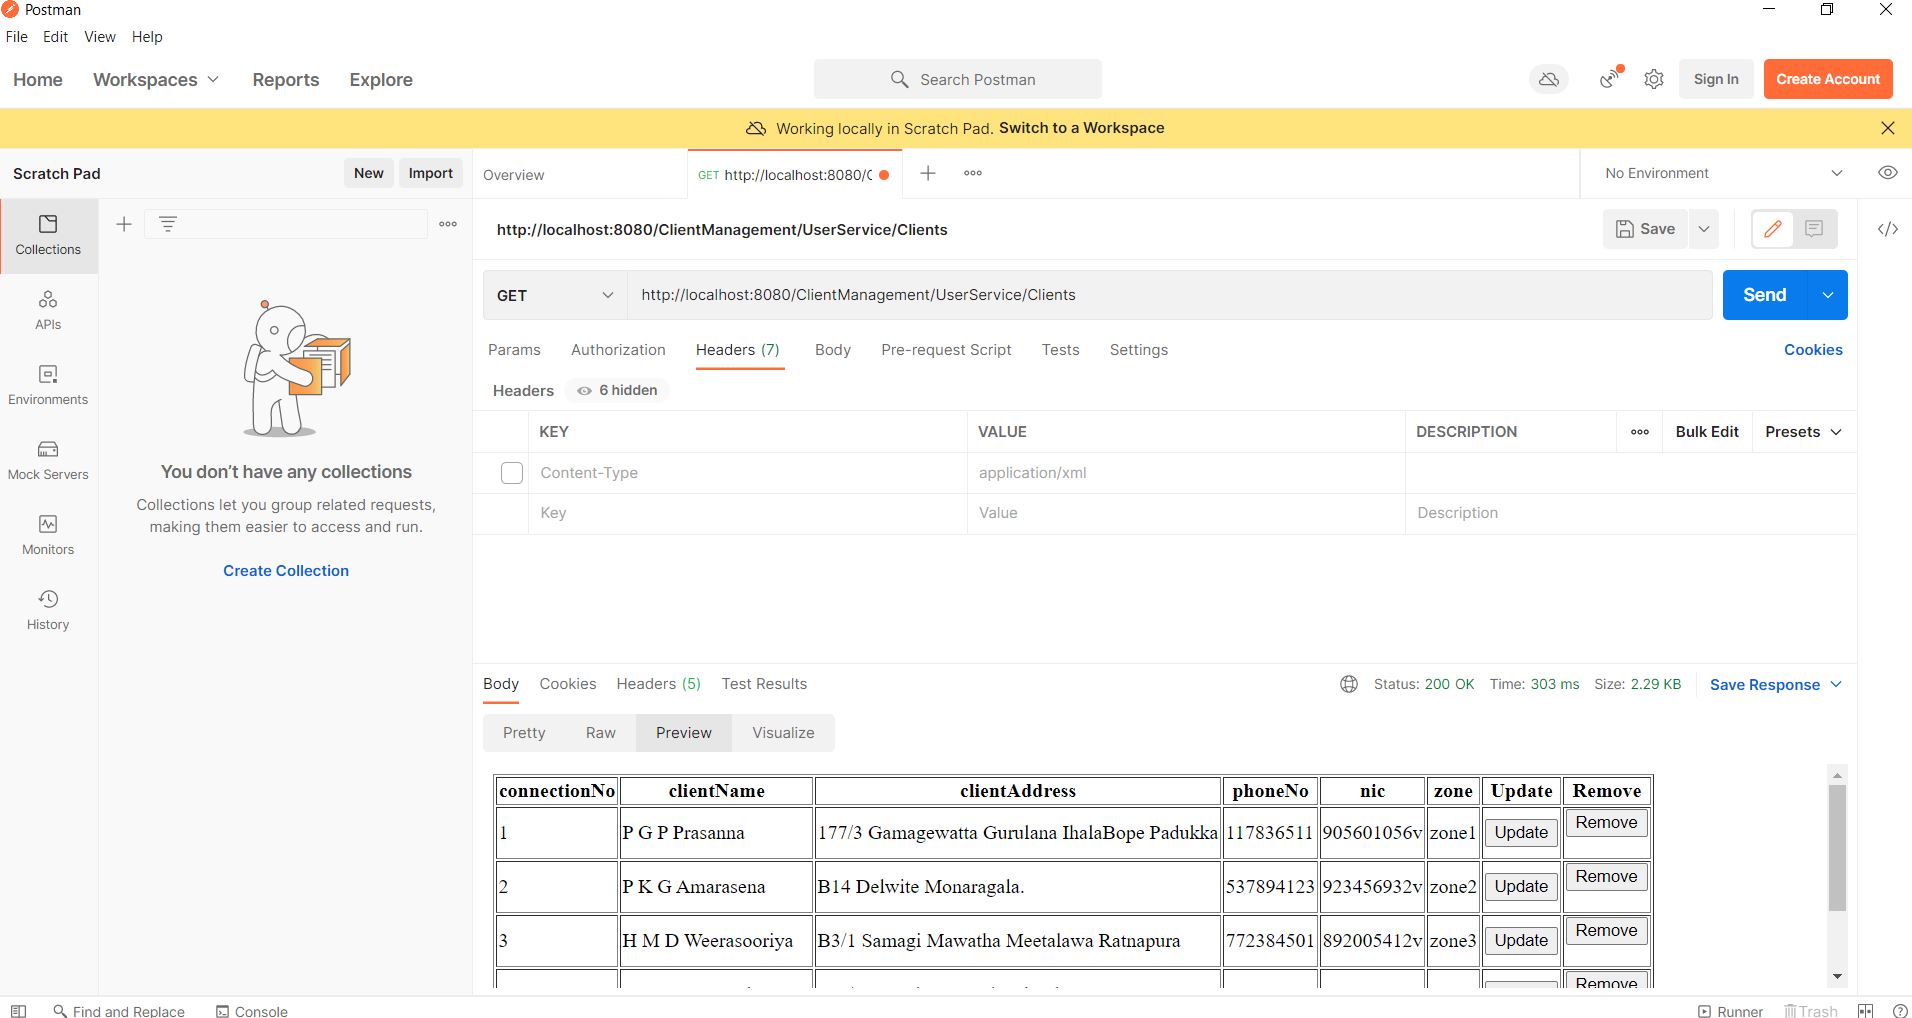 Postman
File Edit View Help
Home Workspaces Reports Explore Search Postman Sign In Create Account
Working locally in Scratch Pad. Switch to a Workspace
Scratch Pad New Import Overview GET http://localhost:8080/C No Environment
Collections
APIs
Environments
Mock Servers
Monitors
History
You don't have any collections
Collections let you group related requests,
making them easier to access and run.
Create Collection
http://localhost:8080/ClientManagement/UserService/Clients Save
GET http://localhost:8080/ClientManagement/UserService/Clients Send
Params Authorization Headers (7) Body Pre-request Script Tests Settings Cookies
Headers 6 hidden
KEY VALUE DESCRIPTION Bulk Edit Presets
Content-Type application/xml
Key Value Description
Body Cookies Headers (5) Test Results Status: 200 OK Time: 303 ms Size: 2.29 KB Save Response
Pretty Raw Preview Visualize
connectionNo clientName clientAddress phoneNo nic zone Update Remove
1 P G P Prasanna 177/3 Gamagewatta Gurulana IhalaBope Padukka 117836511 905601056v zone1 Update Remove
2 P K G Amarasena B14 Delwite Monaragala. 537894123 923456932v zone2 Update Remove
3 H M D Weerasooriya B3/1 Samagi Mawatha Meetalawa Ratnapura 772384501 892005412v zone3 Update Remove
Remove
Find and Replace Console Runner Trash